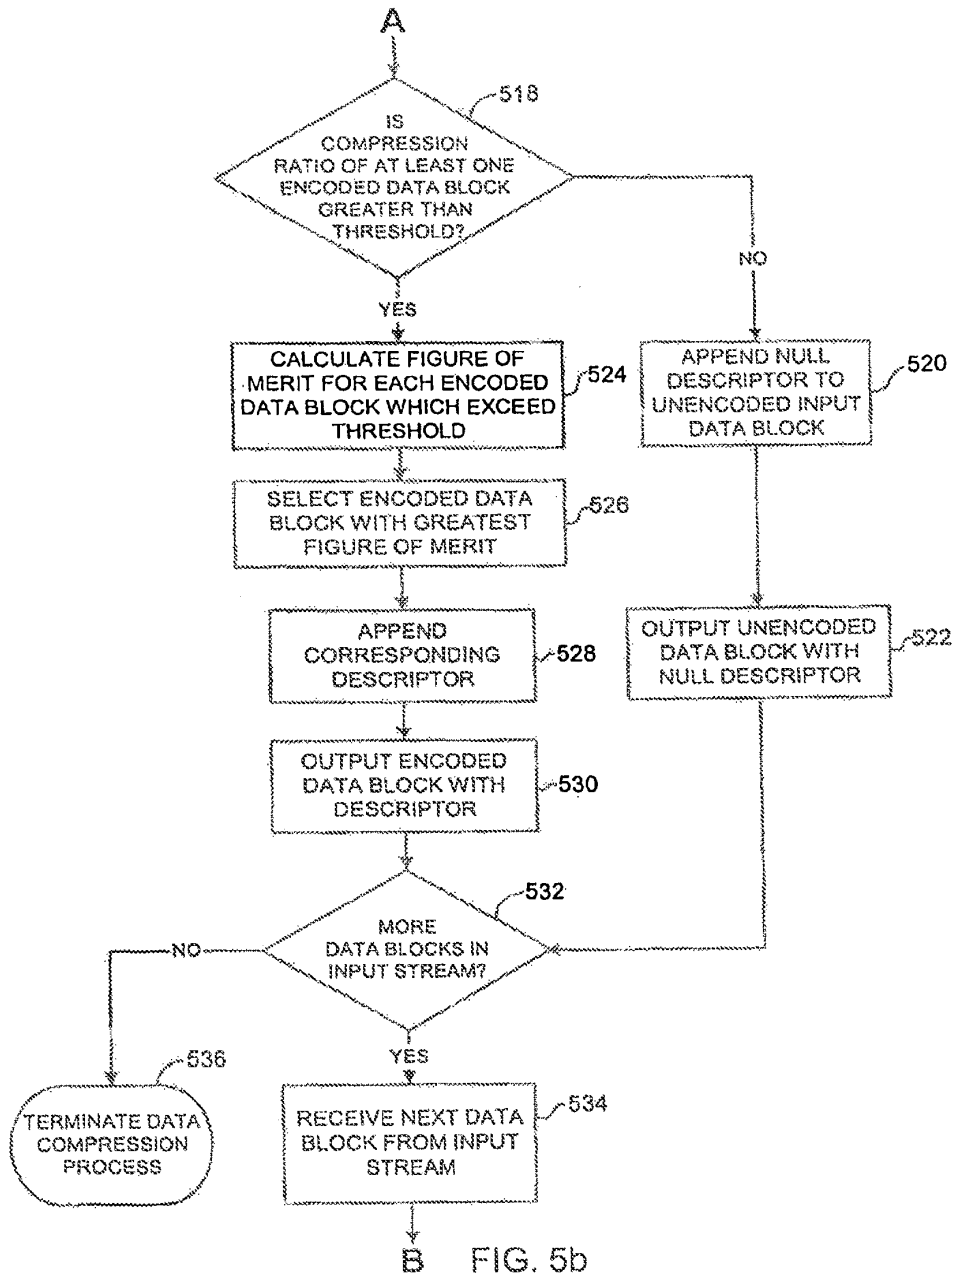 A
518
IS
COMPRESSION
RATIO OF AT LEAST ONE
ENCODED DATA BLOCK
GREATER THAN
THRESHOLD?
NO
YES
CALCULATE FIGURE OF
MERIT FOR EACH ENCODED
DATA BLOCK WHICH EXCEED
THRESHOLD
524
APPEND NULL
DESCRIPTOR TO
UNENCODED INPUT
DATA BLOCK
520
SELECT ENCODED DATA
BLOCK WITH GREATEST
FIGURE OF MERIT
526
APPEND
CORRESPONDING
DESCRIPTOR
528
OUTPUT UNENCODED
DATA BLOCK WITH
NULL DESCRIPTOR
522
OUTPUT ENCODED
DATA BLOCK WITH
DESCRIPTOR
530
532
MORE
DATA BLOCKS IN
INPUT STREAM?
NO
YES
536
TERMINATE DATA
COMPRESSION
PROCESS
RECEIVE NEXT DATA
BLOCK FROM INPUT
STREAM
534
B
FIG. 5b